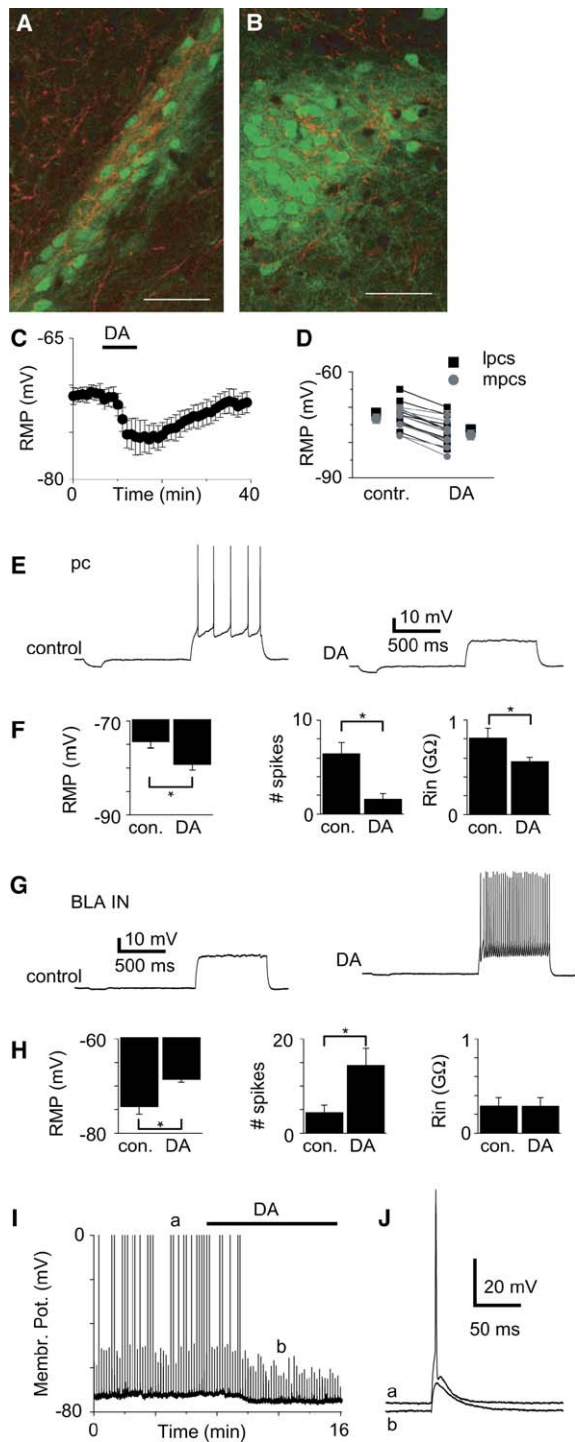 A
B
C
DA
-65
RMP (mV)
-80
0
Time (min)
40
D
lpcs
mpcs
-60
RMP (mV)
-90
contr.
DA
E
pc
control
DA
10 mV
500 ms
F
-70
RMP (mV)
-90
con. DA
*
10
# spikes
0
con. DA
*
1
Rin (GΩ)
0
con. DA
*
G
BLA IN
control
10 mV
500 ms
DA
H
-60
RMP (mV)
-80
con. DA
*
20
# spikes
0
con. DA
*
1
Rin (GΩ)
0
con. DA
I
a
DA
0
Membr. Pot. (mV)
b
-80
0
Time (min)
16
J
20 mV
50 ms
a
b